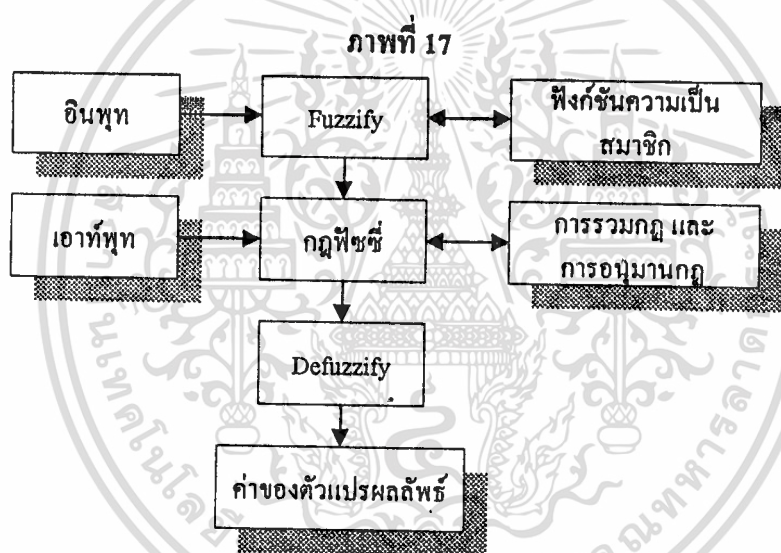 ภาพที่ 17
อินพุท
Fuzzify
ฟังก์ชันความเป็น
สมาชิก
เอาท์พุท
กฎฟัซซี่
การรวมกฎ และ
การอนุมานกฎ
Defuzzify
ค่าของตัวแปรผลลัพธ์